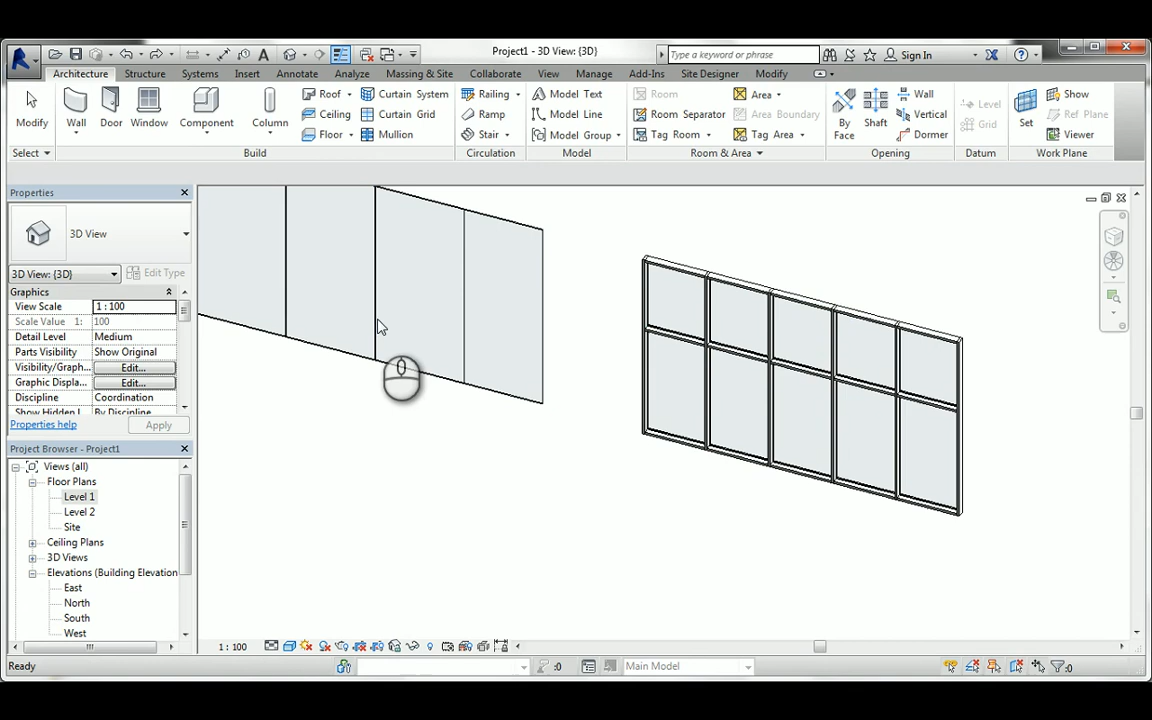 Project1 - 3D View: {3D}
Type a keyword or phrase
Sign In
Architecture Structure Systems Insert Annotate Analyze Massing & Site Collaborate View Manage Add-Ins Site Designer Modify
Modify
Wall
Door
Window
Component
Column
Roof
Ceiling
Floor
Curtain System
Curtain Grid
Mullion
Railing
Ramp
Stair
Model Text
Model Line
Model Group
Room
Room Separator
Tag Room
Area
Area Boundary
Tag Area
By
Face
Shaft
Wall
Vertical
Dormer
Level
Grid
Set
Show
Ref Plane
Viewer
Select
Build
Circulation
Model
Room & Area
Opening
Datum
Work Plane
Properties
3D View
3D View: {3D}
Edit Type
Graphics
View Scale 1 : 100
Scale Value 1: 100
Detail Level Medium
Parts Visibility Show Original
Visibility/Graph... Edit...
Graphic Displa... Edit...
Discipline Coordination
Show Hidden L... By Discipline
Properties help
Apply
Project Browser - Project1
Views (all)
Floor Plans
Level 1
Level 2
Site
Ceiling Plans
3D Views
Elevations (Building Elevation
East
North
South
West
1 : 100
Ready
:0
Main Model
:0